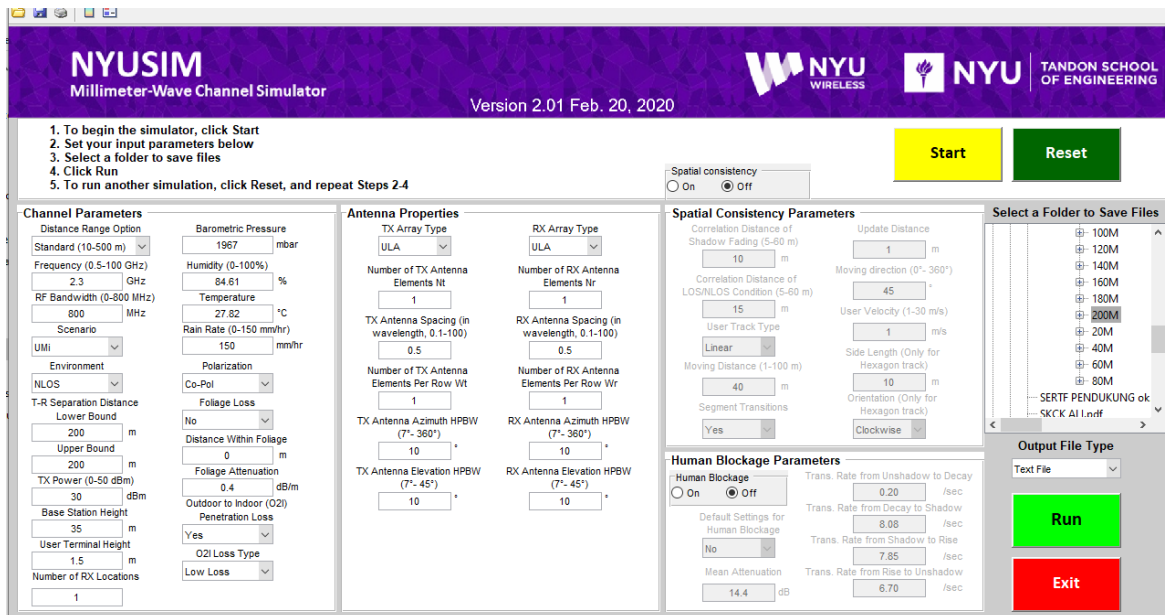 NYUSIM
Millimeter-Wave Channel Simulator
Version 2.01 Feb. 20, 2020
NYU
WIRELESS
NYU
TANDON SCHOOL
OF ENGINEERING
1. To begin the simulator, click Start
2. Set your input parameters below
3. Select a folder to save files
4. Click Run
5. To run another simulation, click Reset, and repeat Steps 2-4
Spatial consistency
On Off
Start
Reset
Channel Parameters
Distance Range Option
Standard (10-500 m)
Frequency (0.5-100 GHz)
2.3 GHz
RF Bandwidth (0-800 MHz)
800 MHz
Scenario
UMi
Environment
NLOS
T-R Separation Distance
Lower Bound
200 m
Upper Bound
200 m
TX Power (0-50 dBm)
30 dBm
Base Station Height
35 m
User Terminal Height
1.5 m
Number of RX Locations
1
Barometric Pressure
1967 mbar
Humidity (0-100%)
84.61 %
Temperature
27.82 °C
Rain Rate (0-150 mm/hr)
150 mm/hr
Polarization
Co-Pol
Foliage Loss
No
Distance Within Foliage
0 m
Foliage Attenuation
0.4 dB/m
Outdoor to Indoor (O2I)
Penetration Loss
Yes
O2I Loss Type
Low Loss
Antenna Properties
TX Array Type
ULA
Number of TX Antenna
Elements Nt
1
TX Antenna Spacing (in
wavelength, 0.1-100)
0.5
Number of TX Antenna
Elements Per Row Wt
1
TX Antenna Azimuth HPBW
(7°- 360°)
10 °
TX Antenna Elevation HPBW
(7°- 45°)
10 °
RX Array Type
ULA
Number of RX Antenna
Elements Nr
1
RX Antenna Spacing (in
wavelength, 0.1-100)
0.5
Number of RX Antenna
Elements Per Row Wr
1
RX Antenna Azimuth HPBW
(7°- 360°)
10 °
RX Antenna Elevation HPBW
(7°- 45°)
10 °
Spatial Consistency Parameters
Correlation Distance of
Shadow Fading (5-60 m)
10 m
Correlation Distance of
LOS/NLOS Condition (5-60 m)
15 m
User Track Type
Linear
Moving Distance (1-100 m)
40 m
Segment Transitions
Yes
Update Distance
1 m
Moving direction (0°- 360°)
45 °
User Velocity (1-30 m/s)
1 m/s
Side Length (Only for
Hexagon track)
10 m
Orientation (Only for
Hexagon track)
Clockwise
Human Blockage Parameters
Human Blockage
On Off
Default Settings for
Human Blockage
No
Mean Attenuation
14.4 dB
Trans. Rate from Unshadow to Decay
0.20 /sec
Trans. Rate from Decay to Shadow
8.08 /sec
Trans. Rate from Shadow to Rise
7.85 /sec
Trans. Rate from Rise to Unshadow
6.70 /sec
Select a Folder to Save Files
100M
120M
140M
160M
180M
200M
20M
40M
60M
80M
SERTF PENDUKUNG ok
SKCK ALI.pdf
Output File Type
Text File
Run
Exit